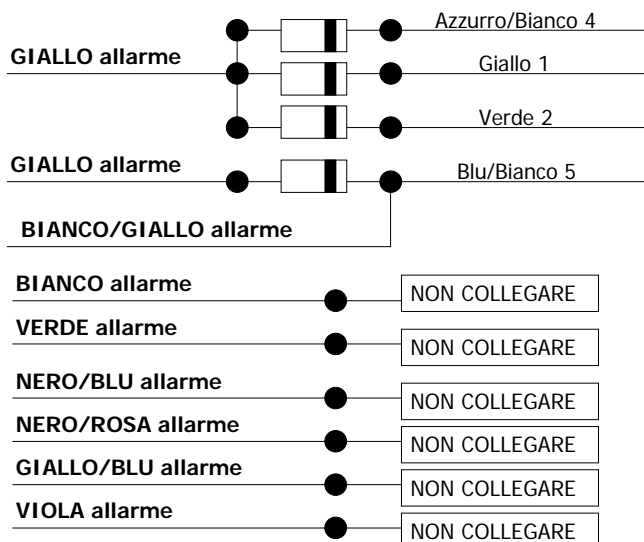 Azzurro/Bianco 4
GIALLO allarme
Giallo 1
Verde 2
GIALLO allarme
Blu/Bianco 5
BIANCO/GIALLO allarme
BIANCO allarme
NON COLLEGARE
VERDE allarme
NON COLLEGARE
NERO/BLU allarme
NON COLLEGARE
NERO/ROSA allarme
NON COLLEGARE
GIALLO/BLU allarme
NON COLLEGARE
VIOLA allarme
NON COLLEGARE